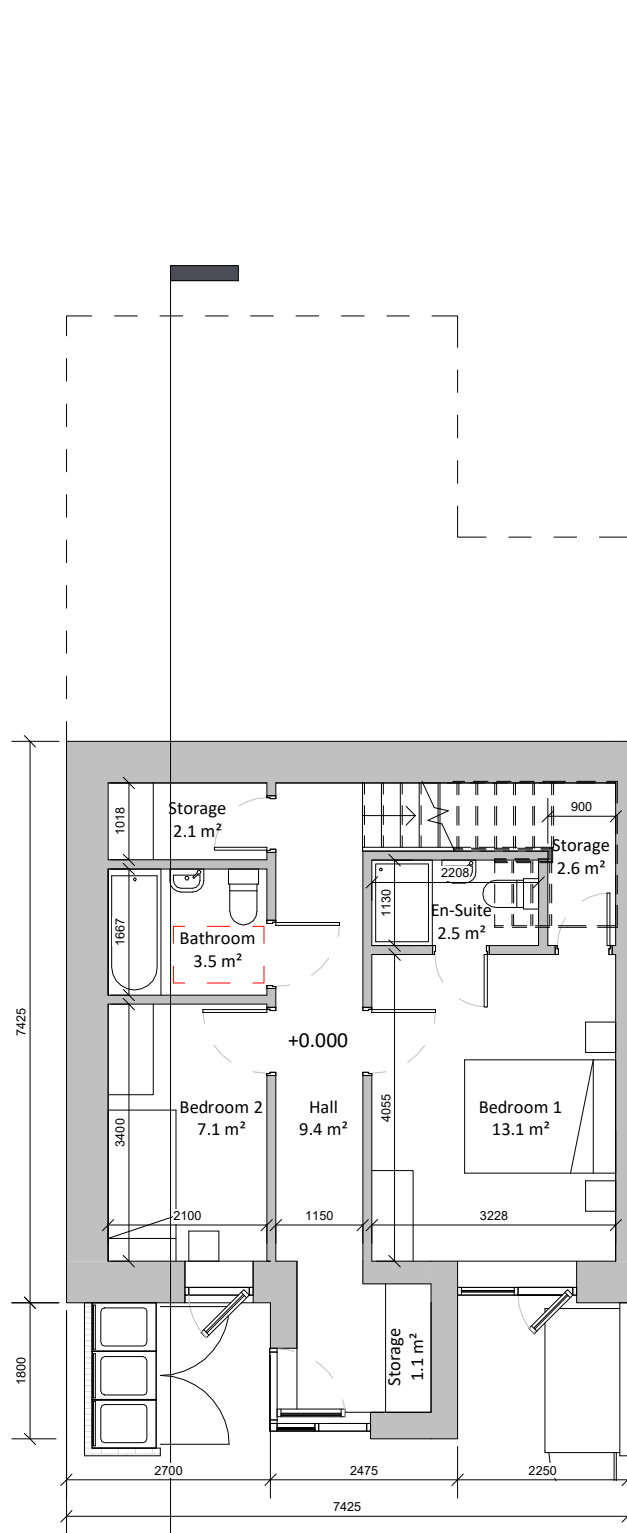 900
Storage
2.1 m²
1018
Storage
2.6 m²
2208
1130
En-Suite
2.5 m²
1667
Bathroom
3.5 m²
7425
+0.000
4055
3400
Bedroom 2
7.1 m²
Hall
9.4 m²
Bedroom 1
13.1 m²
2100
1150
3228
1800
Storage
1.1 m²
2700
2475
2250
7425